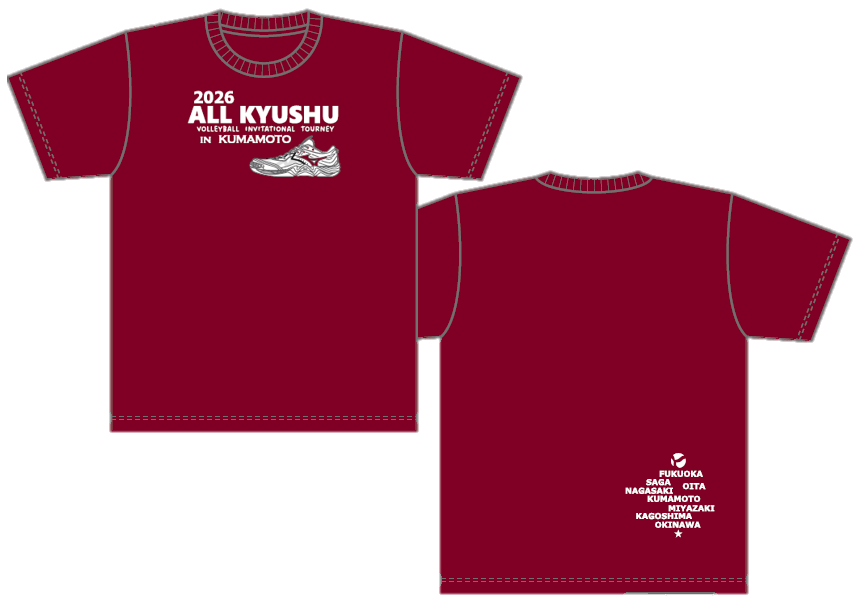 2026
ALL KYUSHU
VOLLEYBALL INVITATIONAL TOURNEY
IN KUMAMOTO
FUKUOKA
SAGA OITA
NAGASAKI
KUMAMOTO
MIYAZAKI
KAGOSHIMA
OKINAWA